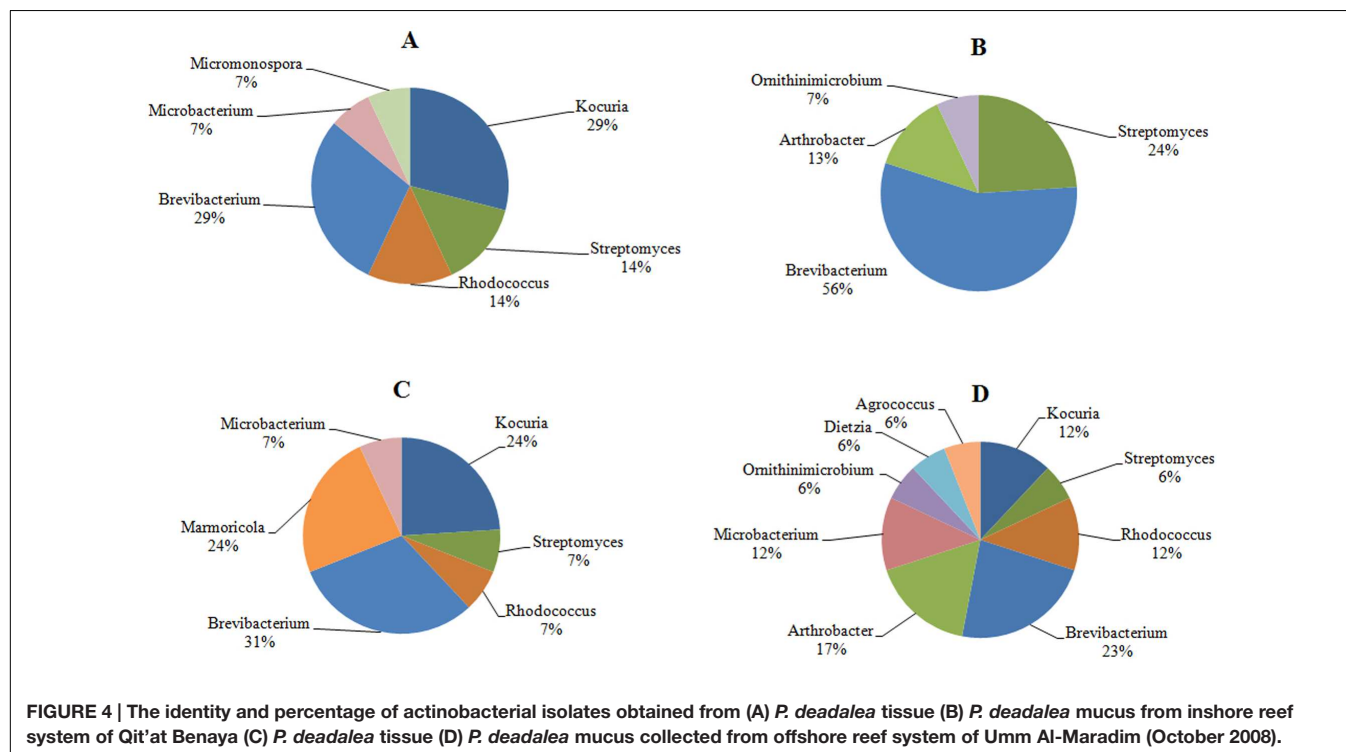 A
Micromonospora
7%
Microbacterium
7%
Kocuria
29%
Brevibacterium
29%
Streptomyces
14%
Rhodococcus
14%
B
Ornithinimicrobium
7%
Streptomyces
24%
Arthrobacter
13%
Brevibacterium
56%
C
Microbacterium
7%
Kocuria
24%
Marmoricola
24%
Streptomyces
7%
Rhodococcus
7%
Brevibacterium
31%
D
Agrococcus
6%
Kocuria
12%
Dietzia
6%
Streptomyces
6%
Ornithinimicrobium
6%
Rhodococcus
12%
Microbacterium
12%
Arthrobacter
17%
Brevibacterium
23%
FIGURE 4 | The identity and percentage of actinobacterial isolates obtained from (A) P. deadalea tissue (B) P. deadalea mucus from inshore reef
system of Qit'at Benaya (C) P. deadalea tissue (D) P. deadalea mucus collected from offshore reef system of Umm Al-Maradim (October 2008).